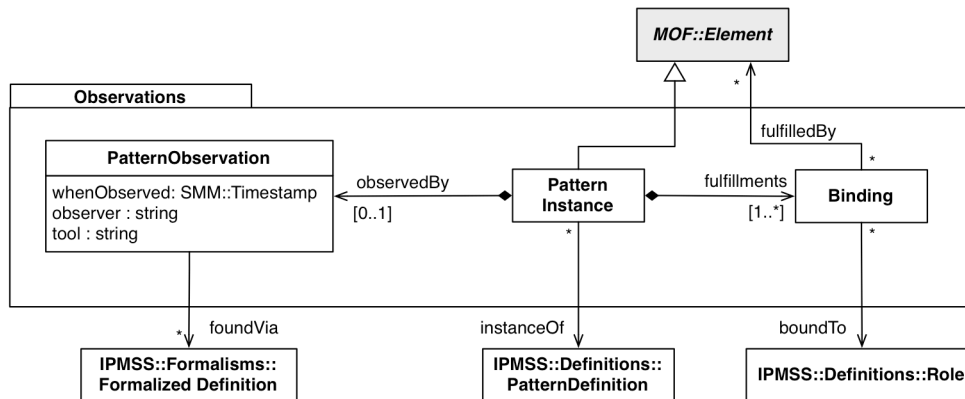 MOF::Element
Observations
*
fulfilledBy
PatternObservation
*
whenObserved: SMM::Timestamp
observer : string
tool : string
observedBy
[0..1]
Pattern
Instance
fulfillments
[1..*]
Binding
*
*
* foundVia
instanceOf
boundTo
IPMSS::Formalisms::
Formalized Definition
IPMSS::Definitions::
PatternDefinition
IPMSS::Definitions::Role